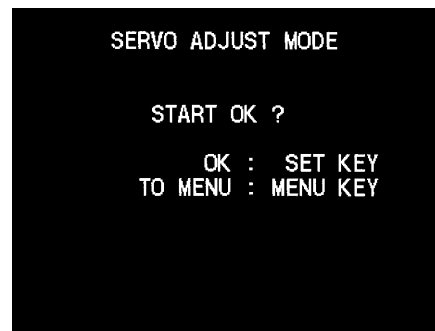 SERVO ADJUST MODE
START OK ?
OK : SET KEY
TO MENU : MENU KEY